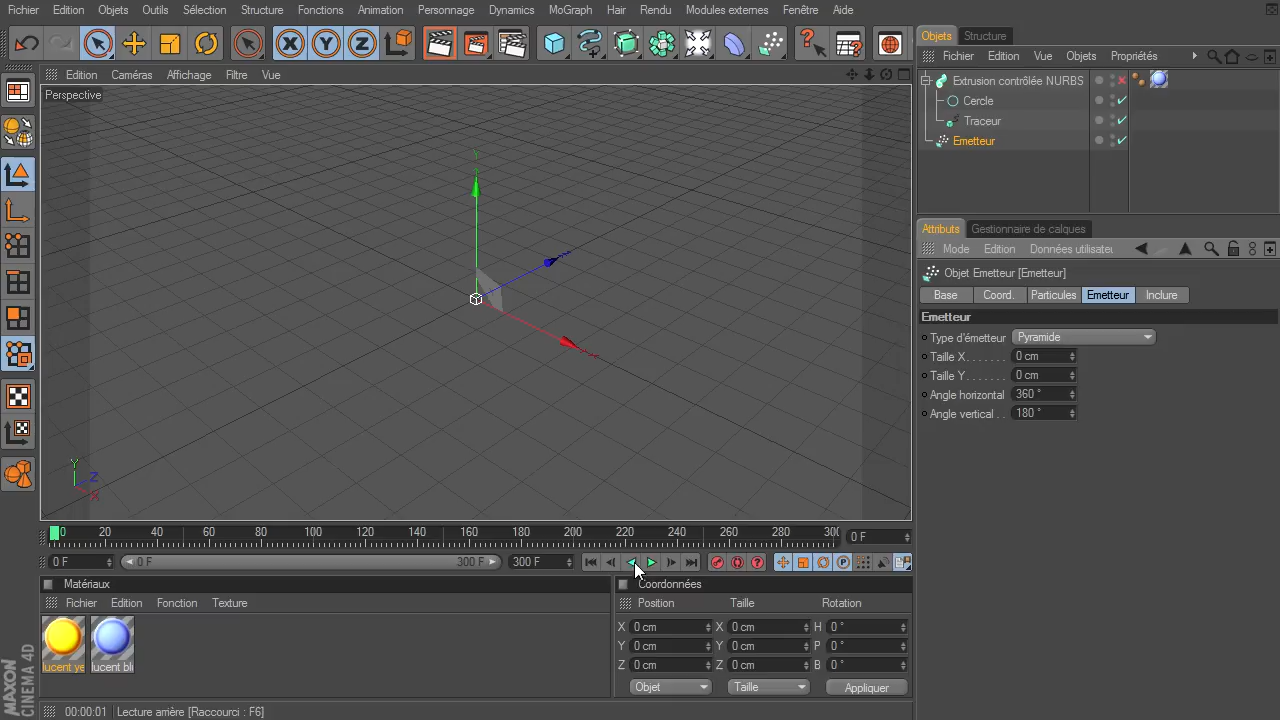 Fichier Edition Objets Outils Sélection Structure Fonctions Animation Personnage Dynamics MoGraph Hair Rendu Modules externes Fenêtre Aide
Objets Structure
Fichier Edition Vue Objets Propriétés
Edition Caméras Affichage Filtre Vue
Perspective
Extrusion contrôlée NURBS
Cercle
Traceur
Emetteur
Attributs Gestionnaire de calques
Mode Edition Données utilisateu
Objet Emetteur [Emetteur]
Base Coord. Particules Emetteur Inclure
Emetteur
Type d'émetteur Pyramide
Taille X. . . . . . . 0 cm
Taille Y. . . . . . . 0 cm
Angle horizontal 360 °
Angle vertical . . 180 °
Y
Y
Z
X
0 20 40 60 80 100 120 140 160 180 200 220 240 260 280 30( 0 F
0 F 0 F 300 F 300 F
Matériaux
Fichier Edition Fonction Texture
lucent ye lucent bl
Coordonnées
Position Taille Rotation
X 0 cm X 0 cm H 0 °
Y 0 cm Y 0 cm P 0 °
Z 0 cm Z 0 cm B 0 °
Objet Taille Appliquer
MAXON
CINEMA 4D
00:00:01 Lecture arrière [Raccourci : F6]